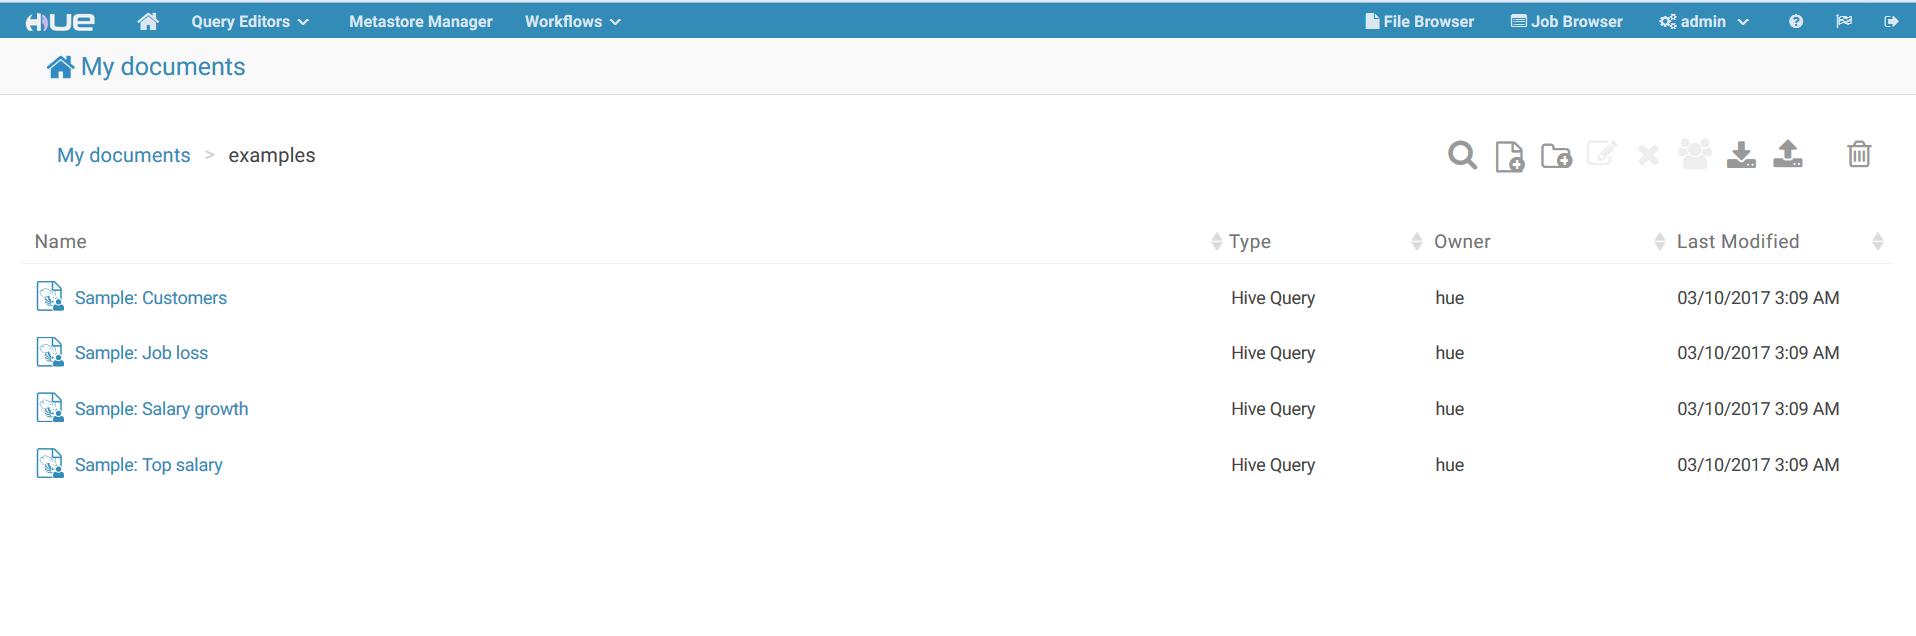 HUE Query Editors Metastore Manager Workflows File Browser Job Browser admin
My documents
My documents > examples
Name Type Owner Last Modified
Sample: Customers Hive Query hue 03/10/2017 3:09 AM
Sample: Job loss Hive Query hue 03/10/2017 3:09 AM
Sample: Salary growth Hive Query hue 03/10/2017 3:09 AM
Sample: Top salary Hive Query hue 03/10/2017 3:09 AM